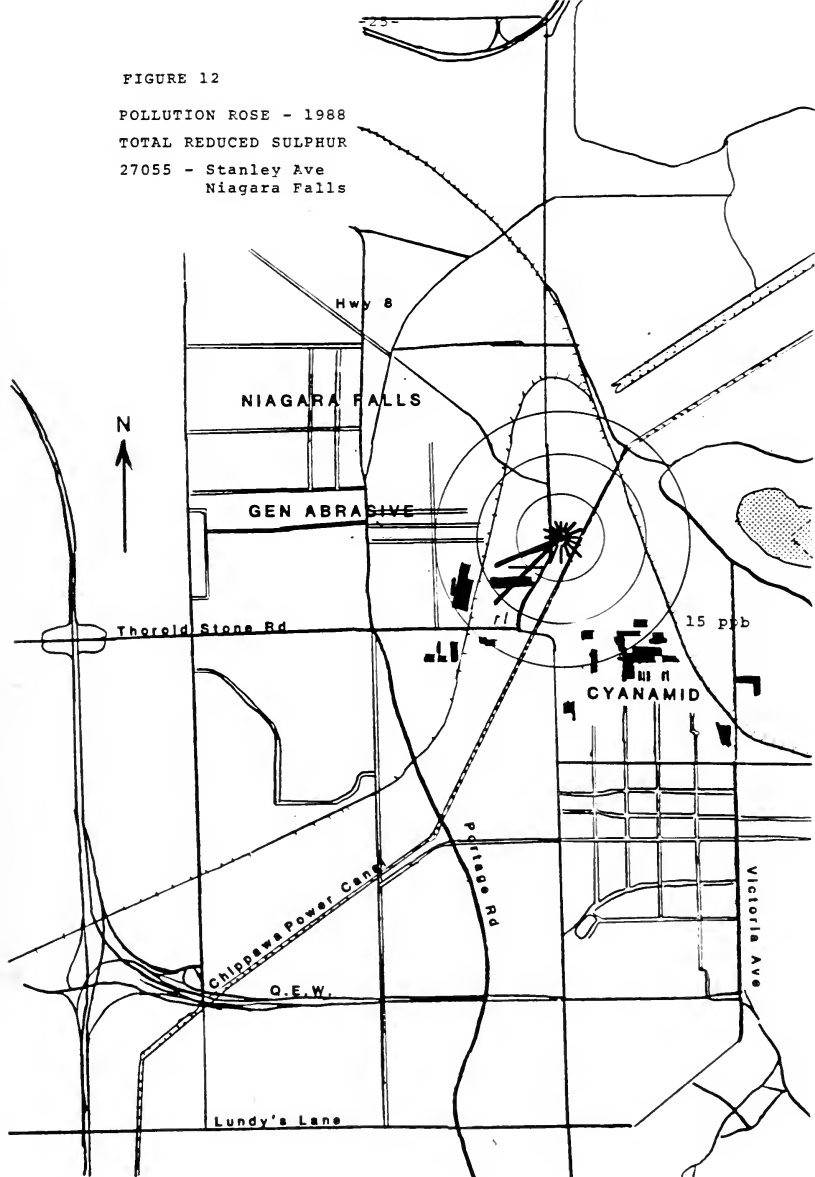 -25-
FIGURE 12
POLLUTION ROSE - 1988
TOTAL REDUCED SULPHUR
27055 - Stanley Ave
Niagara Falls
Hwy 8
N
NIAGARA FALLS
GEN ABRASIVE
Thorold Stone Rd
15 ppb
CYANAMID
Portage Rd
Chippawa Power Canal
Victoria Ave
Q.E.W.
Lundy's Lane